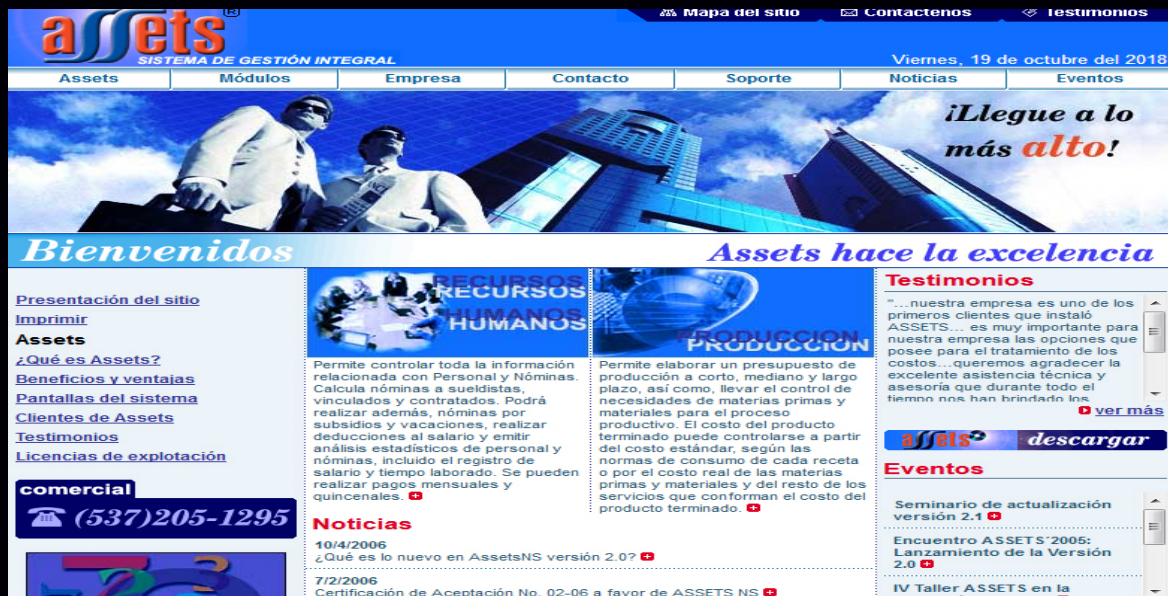 Mapa del sitio
Contáctenos
Testimonios
assets®
SISTEMA DE GESTIÓN INTEGRAL
Viernes, 19 de octubre del 2018
Assets
Módulos
Empresa
Contacto
Soporte
Noticias
Eventos
¡Llegue a lo
más alto!
Bienvenidos
Assets hace la excelencia
Presentación del sitio
Imprimir
Assets
¿Qué es Assets?
Beneficios y ventajas
Pantallas del sistema
Clientes de Assets
Testimonios
Licencias de explotación
comercial
(537)205-1295
RECURSOS
RECURSOS
HUMANOS
HUMANOS
Permite controlar toda la información
relacionada con Personal y Nóminas.
Calcula nóminas a sueldistas,
vinculados y contratados. Podrá
realizar además, nóminas por
subsidios y vacaciones, realizar
deducciones al salario y emitir
análisis estadísticos de personal y
nóminas, incluido el registro de
salario y tiempo laborado. Se pueden
realizar pagos mensuales y
quincenales.
PRODUCCION
PRODUCCION
Permite elaborar un presupuesto de
producción a corto, mediano y largo
plazo, así como, llevar el control de
necesidades de materias primas y
materiales para el proceso
productivo. El costo del producto
terminado puede controlarse a partir
del costo estándar, según las
normas de consumo de cada receta
o por el costo real de las materias
primas y materiales y del resto de los
servicios que conforman el costo del
producto terminado.
Noticias
10/4/2006
¿Qué es lo nuevo en AssetsNS versión 2.0?
7/2/2006
Certificación de Aceptación No. 02-06 a favor de ASSETS NS
Testimonios
"...nuestra empresa es uno de los
primeros clientes que instaló
ASSETS... es muy importante para
nuestra empresa las opciones que
posee para el tratamiento de los
costos...queremos agradecer la
excelente asistencia técnica y
asesoría que durante todo el
tiempo nos han brindado los
ver más
assets descargar
Eventos
Seminario de actualización
versión 2.1
Encuentro ASSETS'2005:
Lanzamiento de la Versión
2.0
IV Taller ASSETS en la